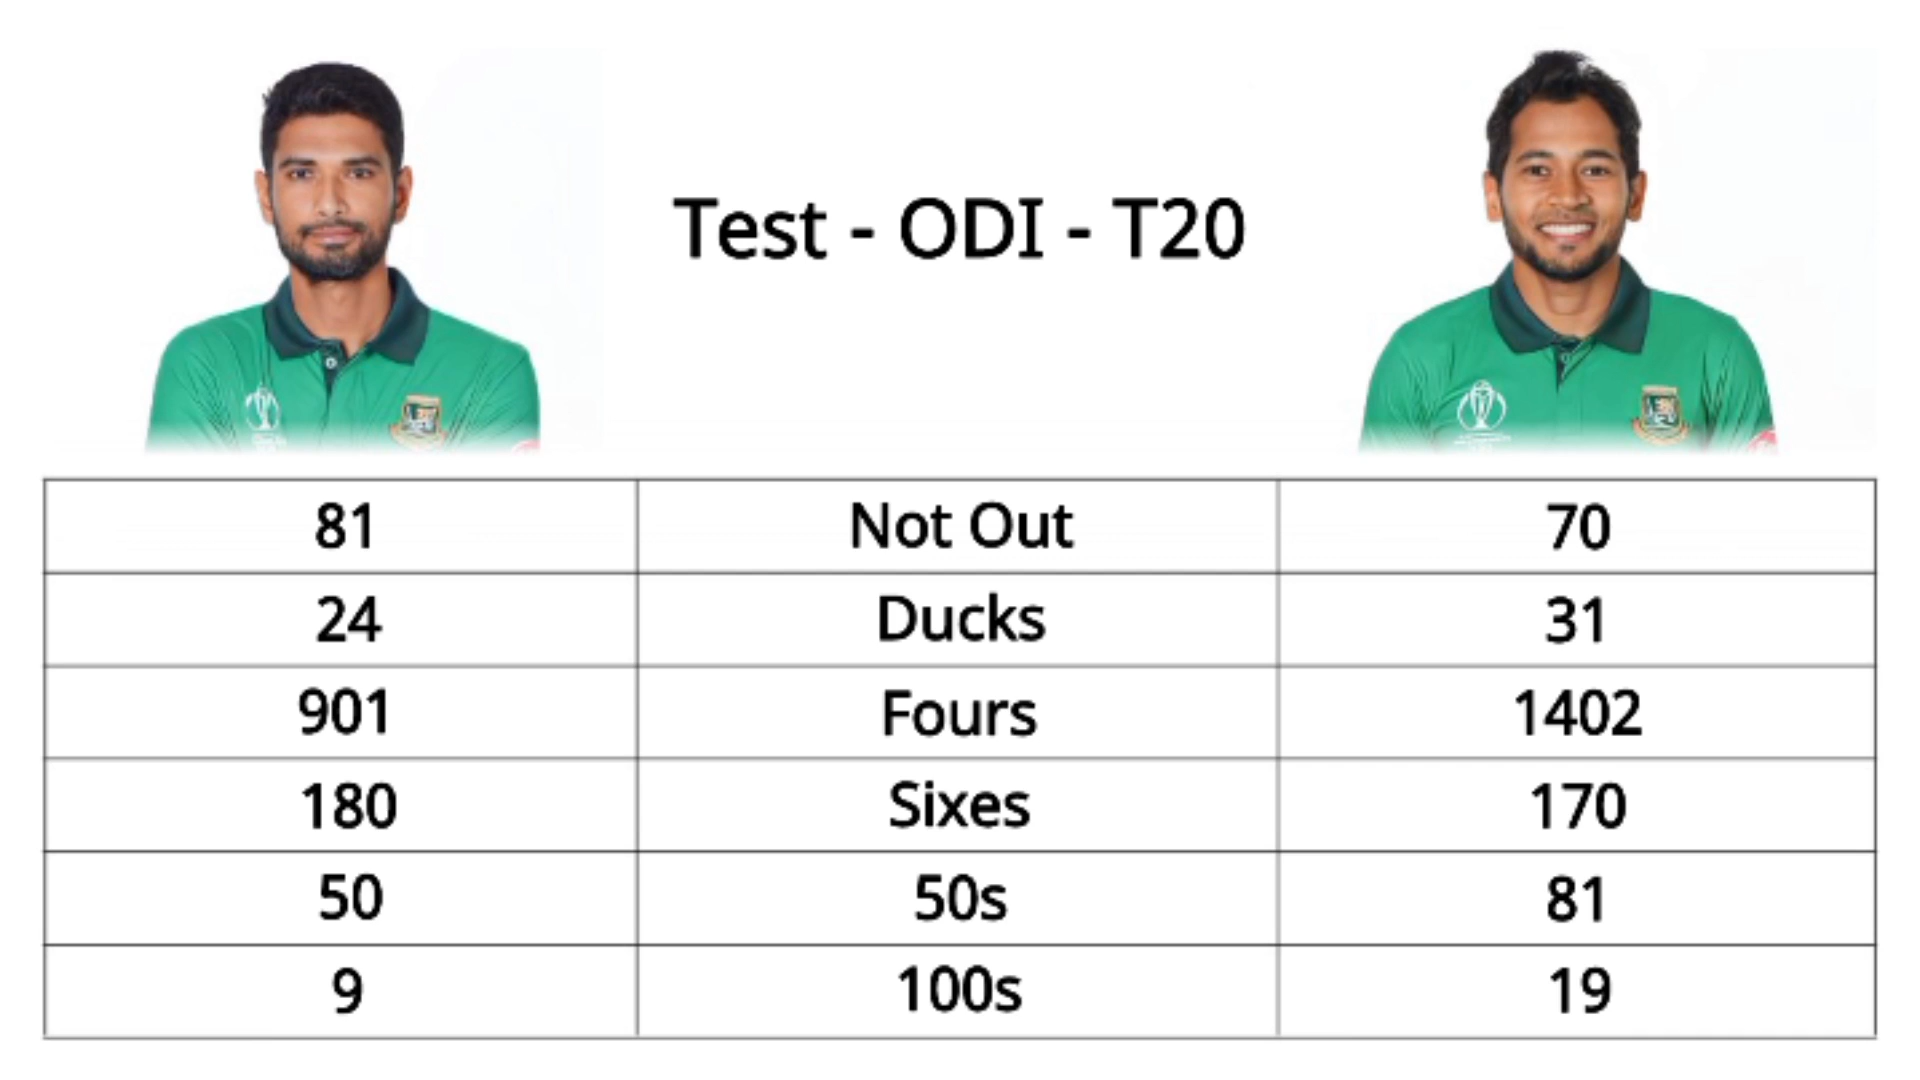 Test - ODI - T20
81 Not Out 70
24 Ducks 31
901 Fours 1402
180 Sixes 170
50 50s 81
9 100s 19